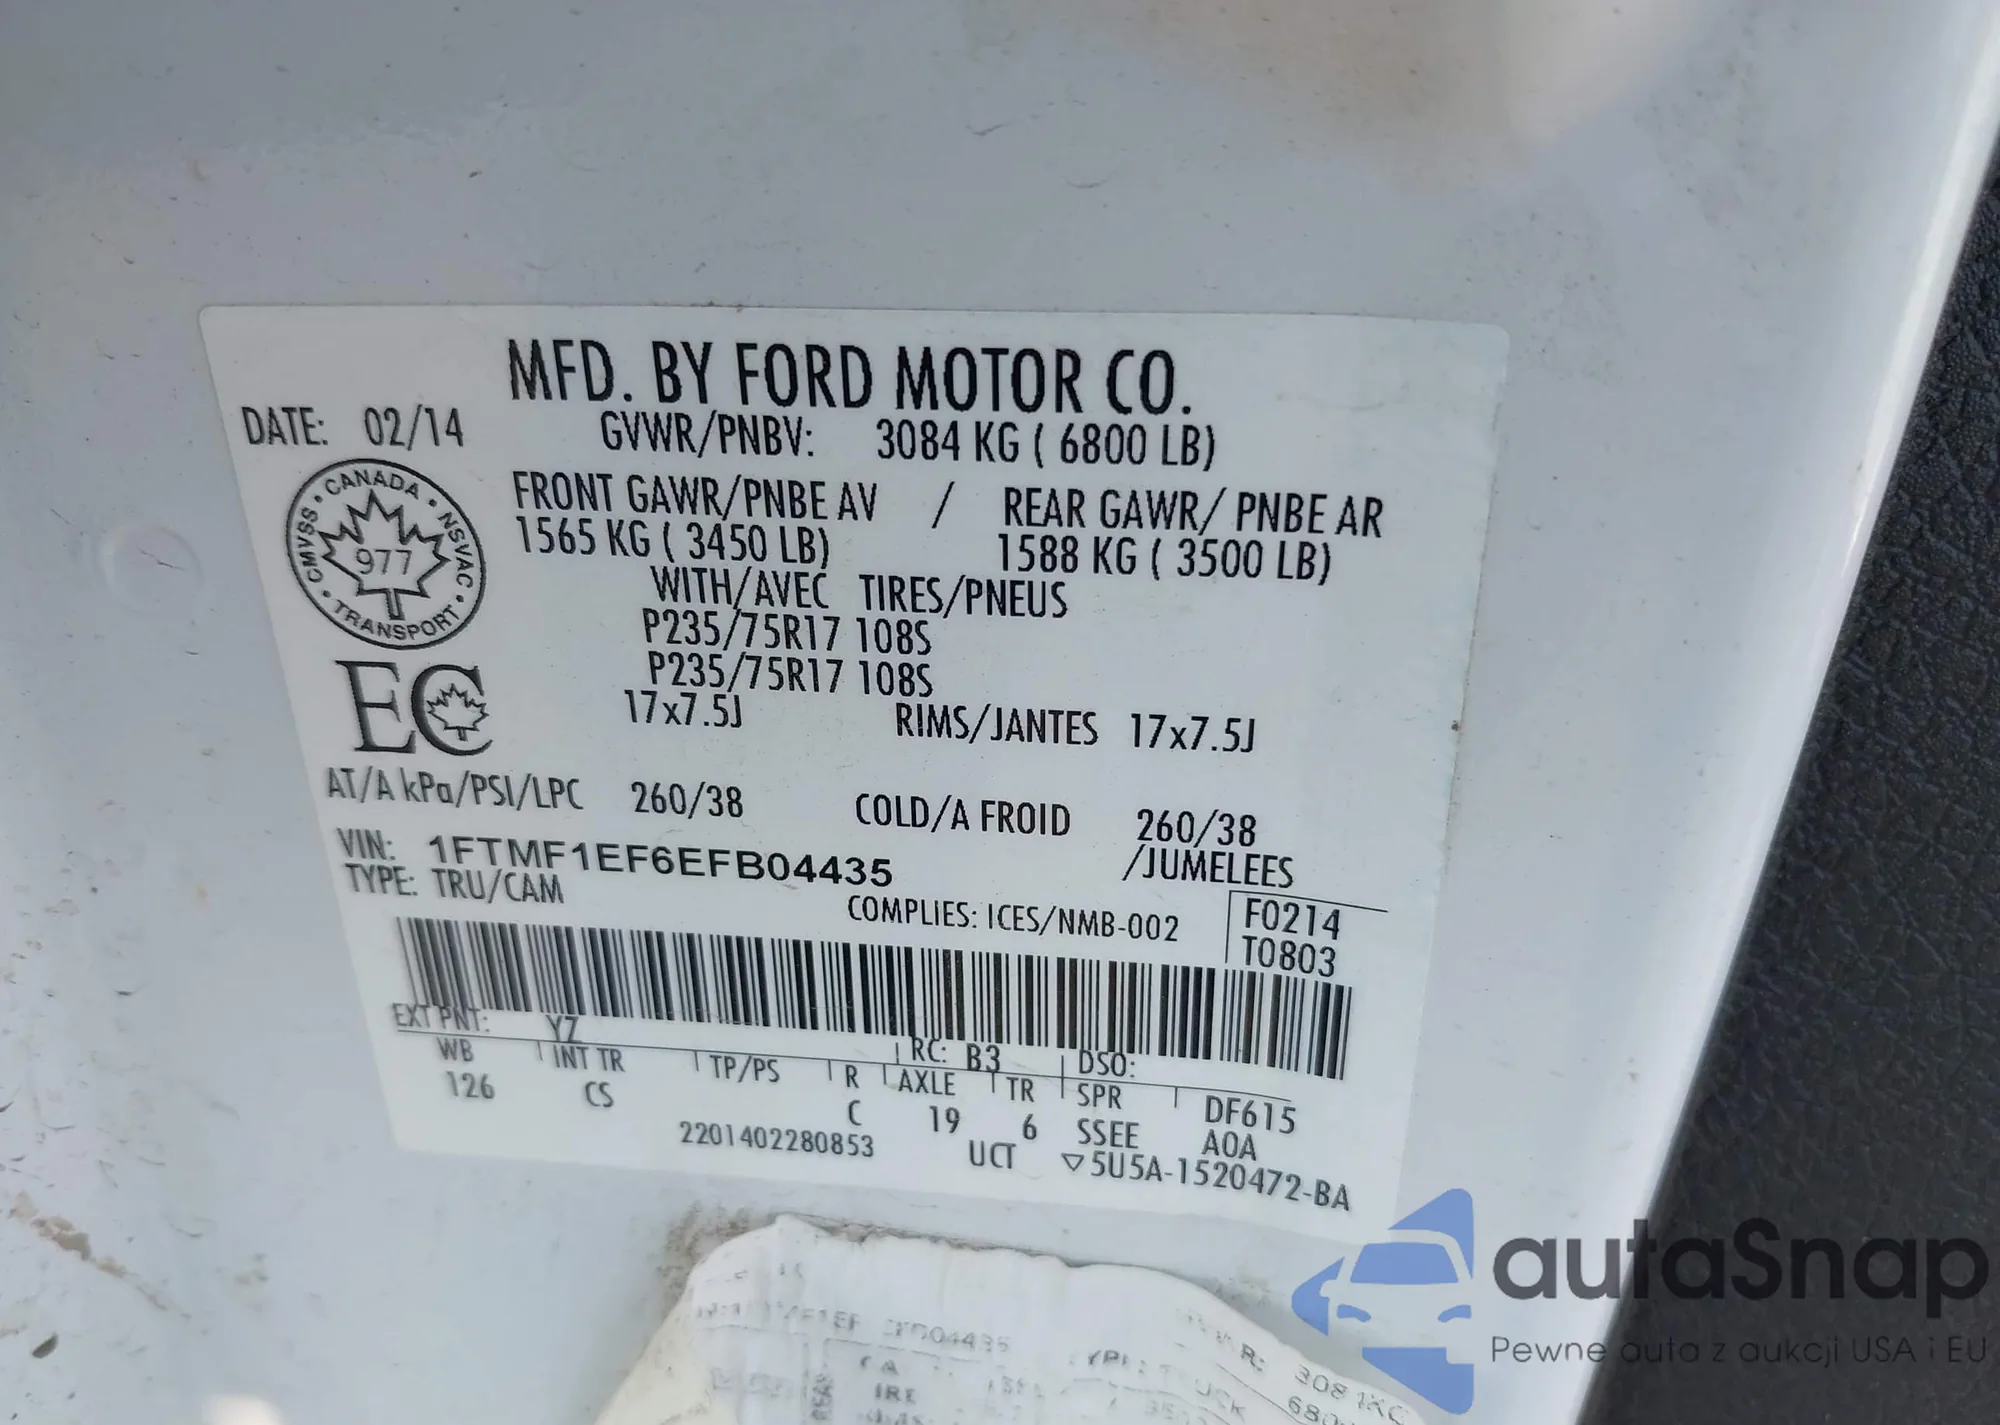 MFD. BY FORD MOTOR CO.
DATE: 02/14
GVWR/PNBV: 3084 KG ( 6800 LB)
FRONT GAWR/PNBE AV / REAR GAWR/ PNBE AR
1565 KG ( 3450 LB) 1588 KG ( 3500 LB)
WITH/AVEC TIRES/PNEUS
P235/75R17 108S
P235/75R17 108S
17x7.5J RIMS/JANTES 17x7.5J
CANADA
CMVSS NSVAC
977
TRANSPORT
EC
AT/A kPa/PSI/LPC 260/38 COLD/A FROID 260/38
/JUMELEES
VIN: 1FTMF1EF6EFB04435
TYPE: TRU/CAM
COMPLIES: ICES/NMB-002
F0214
T0803
EXT PNT: YZ RC: B3 DSO:
WB INT TR TP/PS R AXLE TR SPR DF615
126 CS C 19 6 SSEE A0A
2201402280853 UCT ▽5U5A-1520472-BA
04435
R:
IRE
autaSnap
Pewne auta z aukcji USA i EU